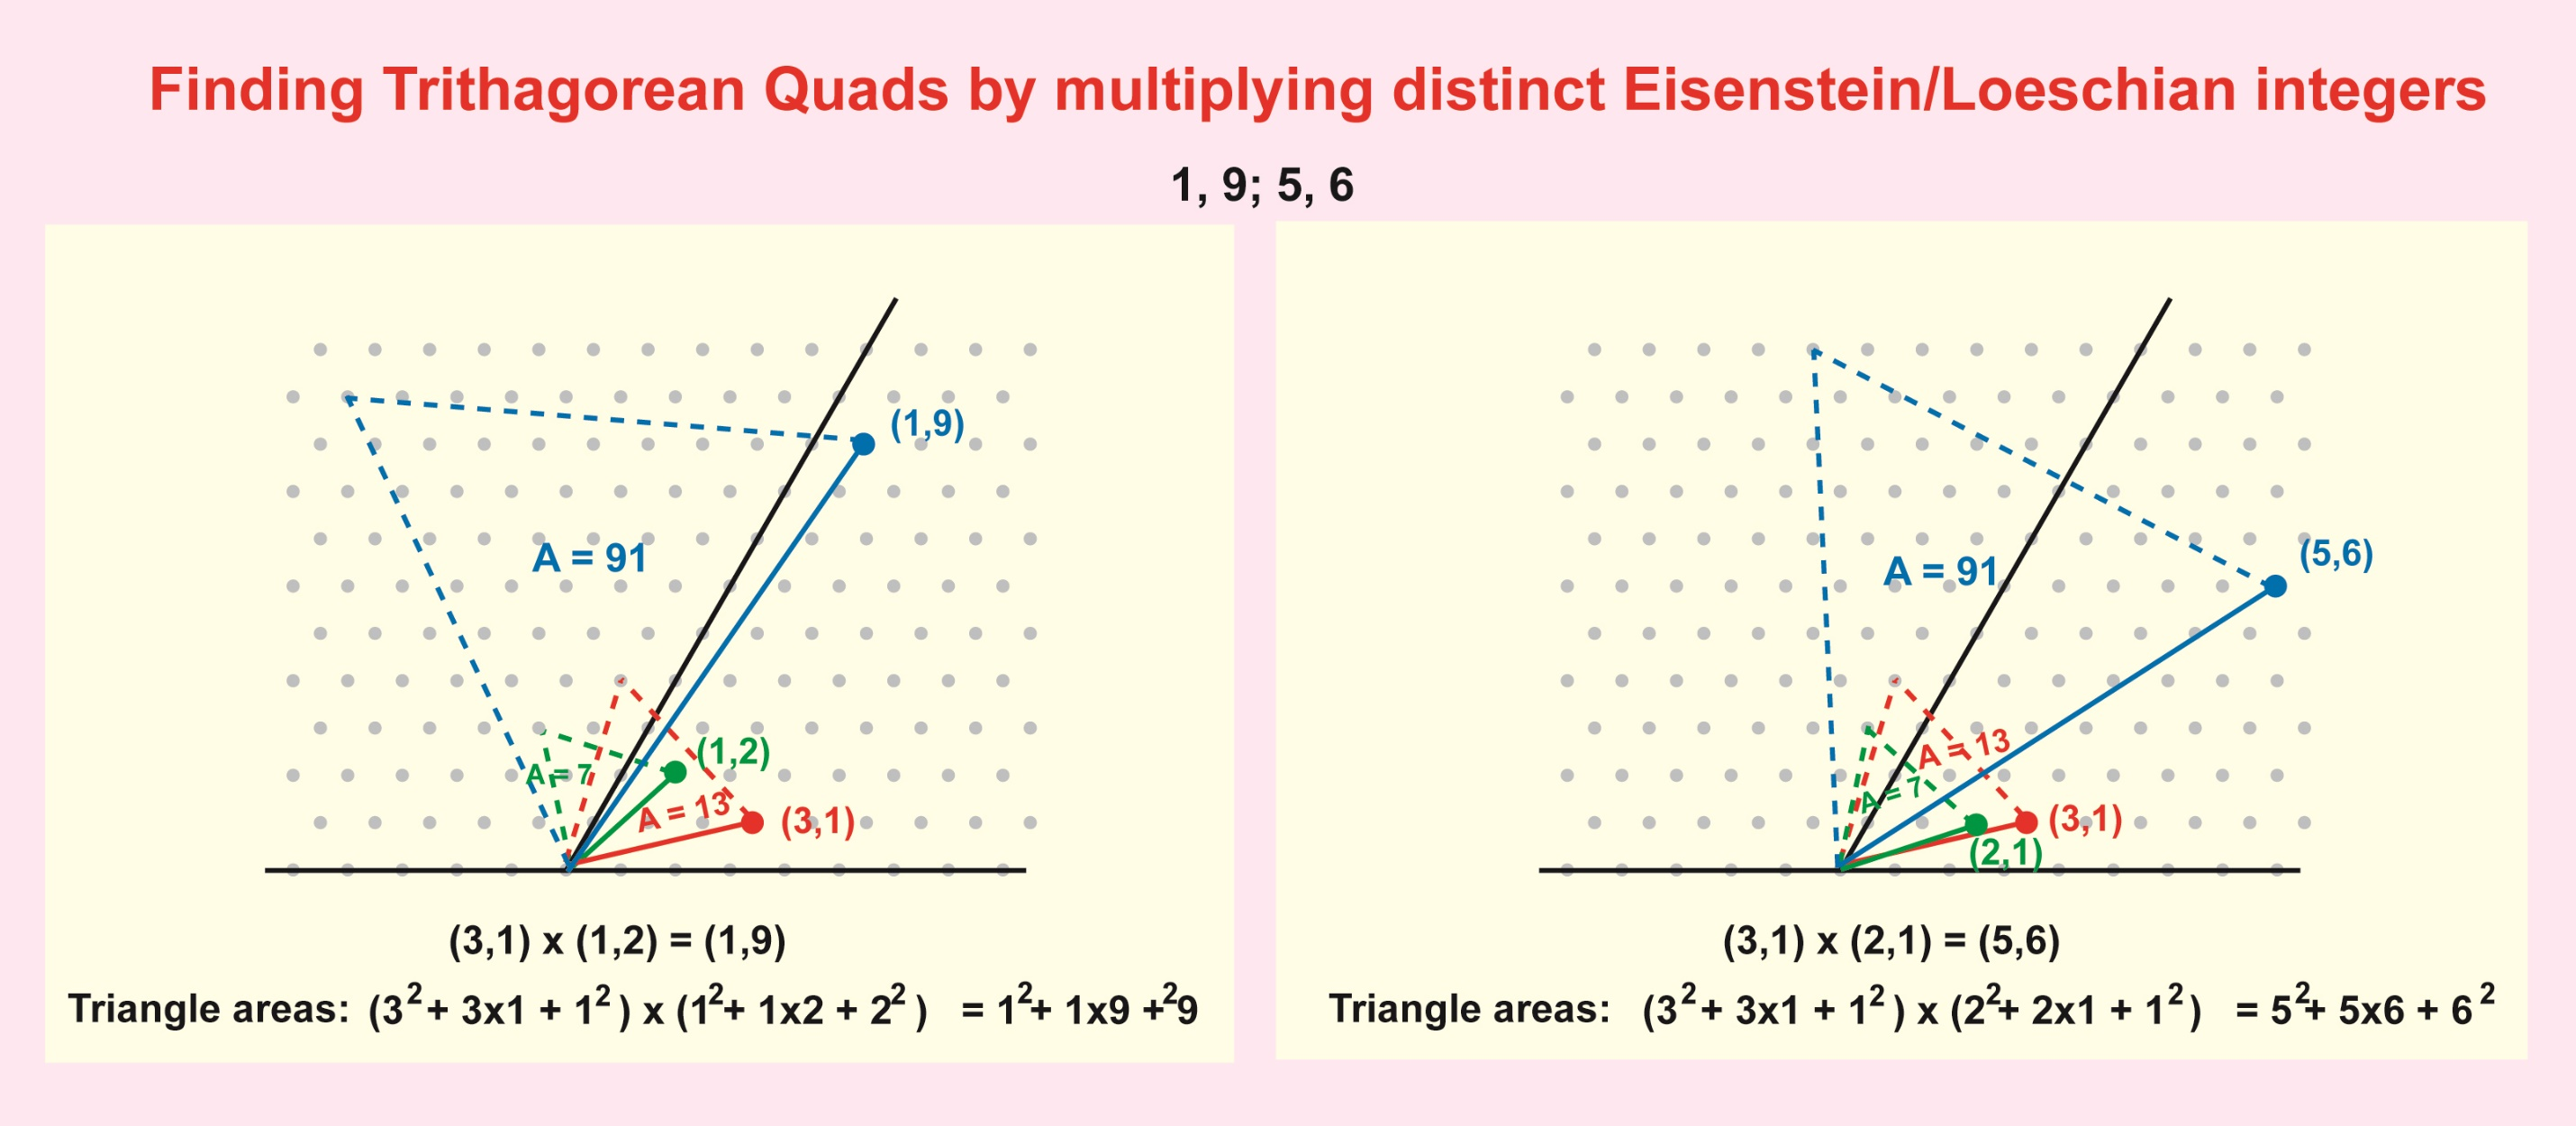 Finding Trithagorean Quads by multiplying distinct Eisenstein/Loeschian integers
1, 9; 5, 6
(1,9)
A = 91
(1,2)
A = 7
A = 13
(3,1)
(3,1) x (1,2) = (1,9)
Triangle areas: (3² + 3x1 + 1²) x (1² + 1x2 + 2²) = 1² + 1x9 +²9
(5,6)
A = 91
A = 13
A = 7
(3,1)
(2,1)
(3,1) x (2,1) = (5,6)
Triangle areas: (3² + 3x1 + 1²) x (2² + 2x1 + 1²) = 5² + 5x6 + 6²